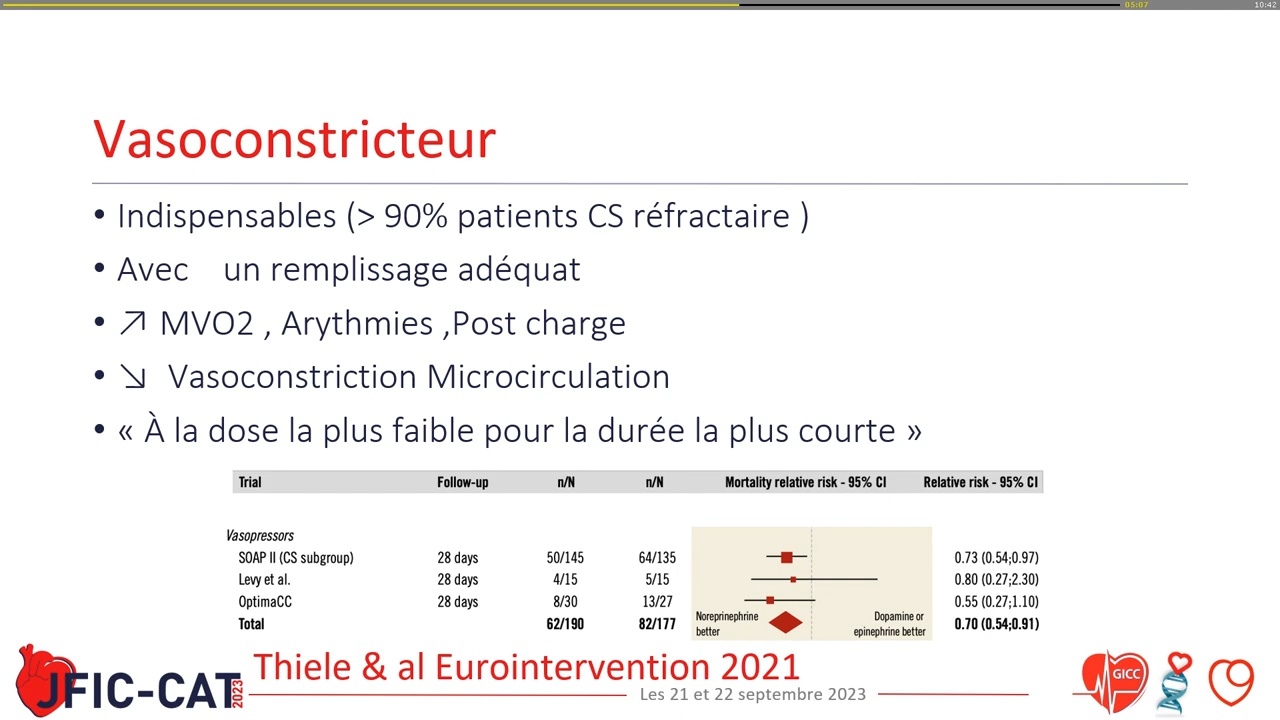 05:07 10:42
Vasoconstricteur
• Indispensables (> 90% patients CS réfractaire )
• Avec un remplissage adéquat
• ↗ MVO2 , Arythmies ,Post charge
• ↘ Vasoconstriction Microcirculation
• « À la dose la plus faible pour la durée la plus courte »
Trial Follow-up n/N n/N Mortality relative risk - 95% CI Relative risk - 95% CI
Vasopressors
SOAP II (CS subgroup) 28 days 50/145 64/135 0.73 (0.54;0.97)
Levy et al. 28 days 4/15 5/15 0.80 (0.27;2.30)
OptimaCC 28 days 8/30 13/27 0.55 (0.27;1.10)
Total 62/190 82/177 0.70 (0.54;0.91)
Noreprinephrine
better
Dopamine or
epinephrine better
Thiele & al Eurointervention 2021
JFIC-CAT 2023
Les 21 et 22 septembre 2023
GICC